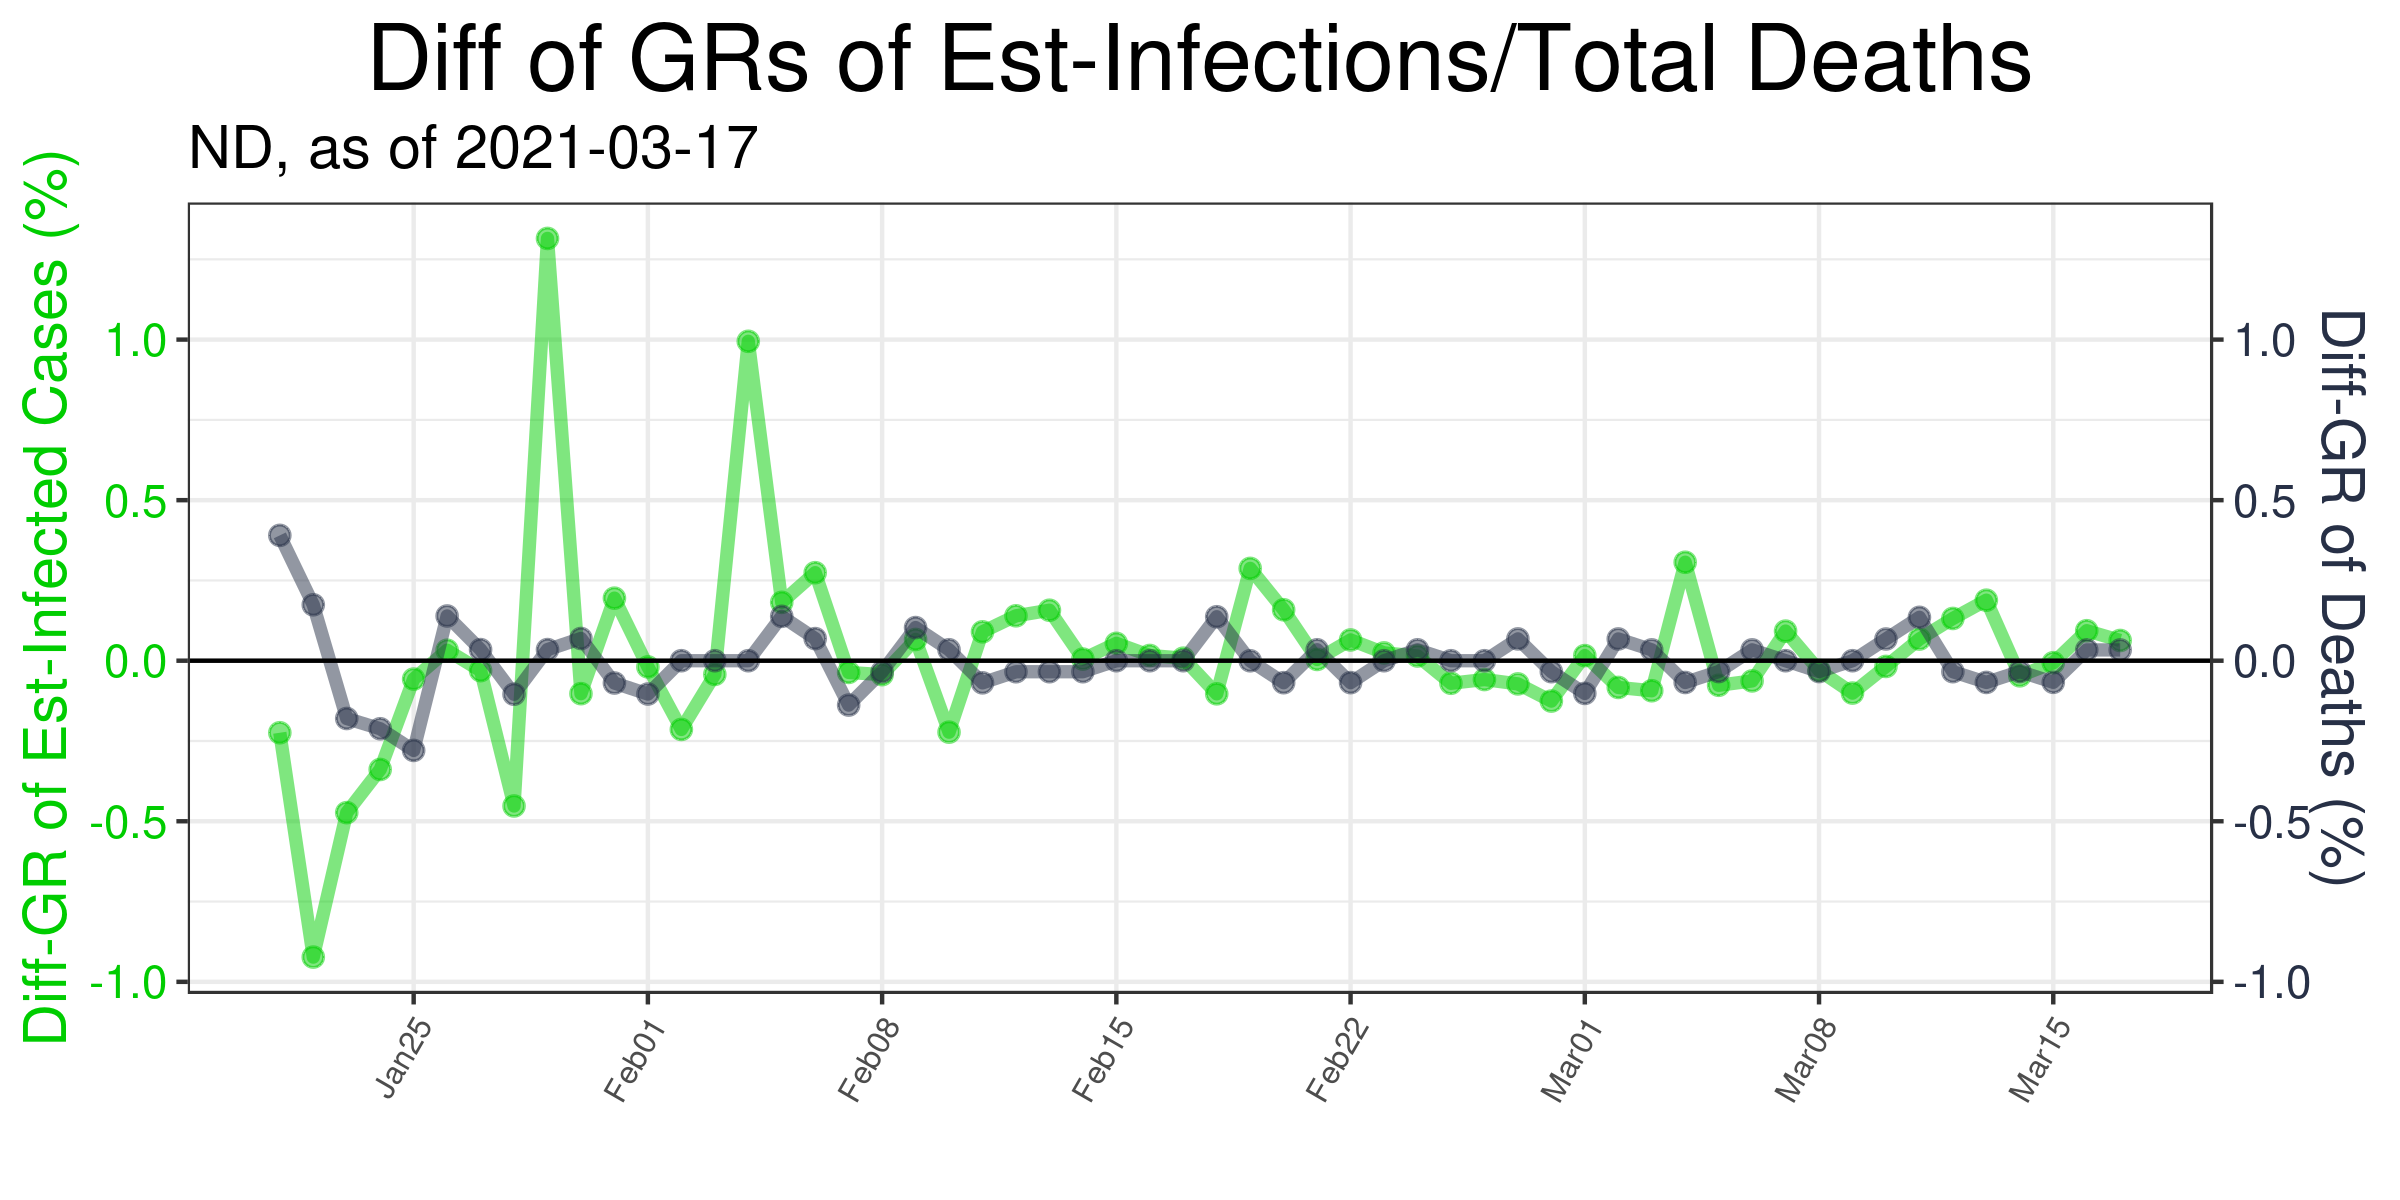 Diff of GRs of Est-Infections/Total Deaths
ND, as of 2021-03-17
Diff-GR of Est-Infected Cases (%)
1.0
0.5
0.0
-0.5
-1.0
1.0
0.5
0.0
-0.5
-1.0
Diff-GR of Deaths (%)
Jan25
Feb01
Feb08
Feb15
Feb22
Mar01
Mar08
Mar15